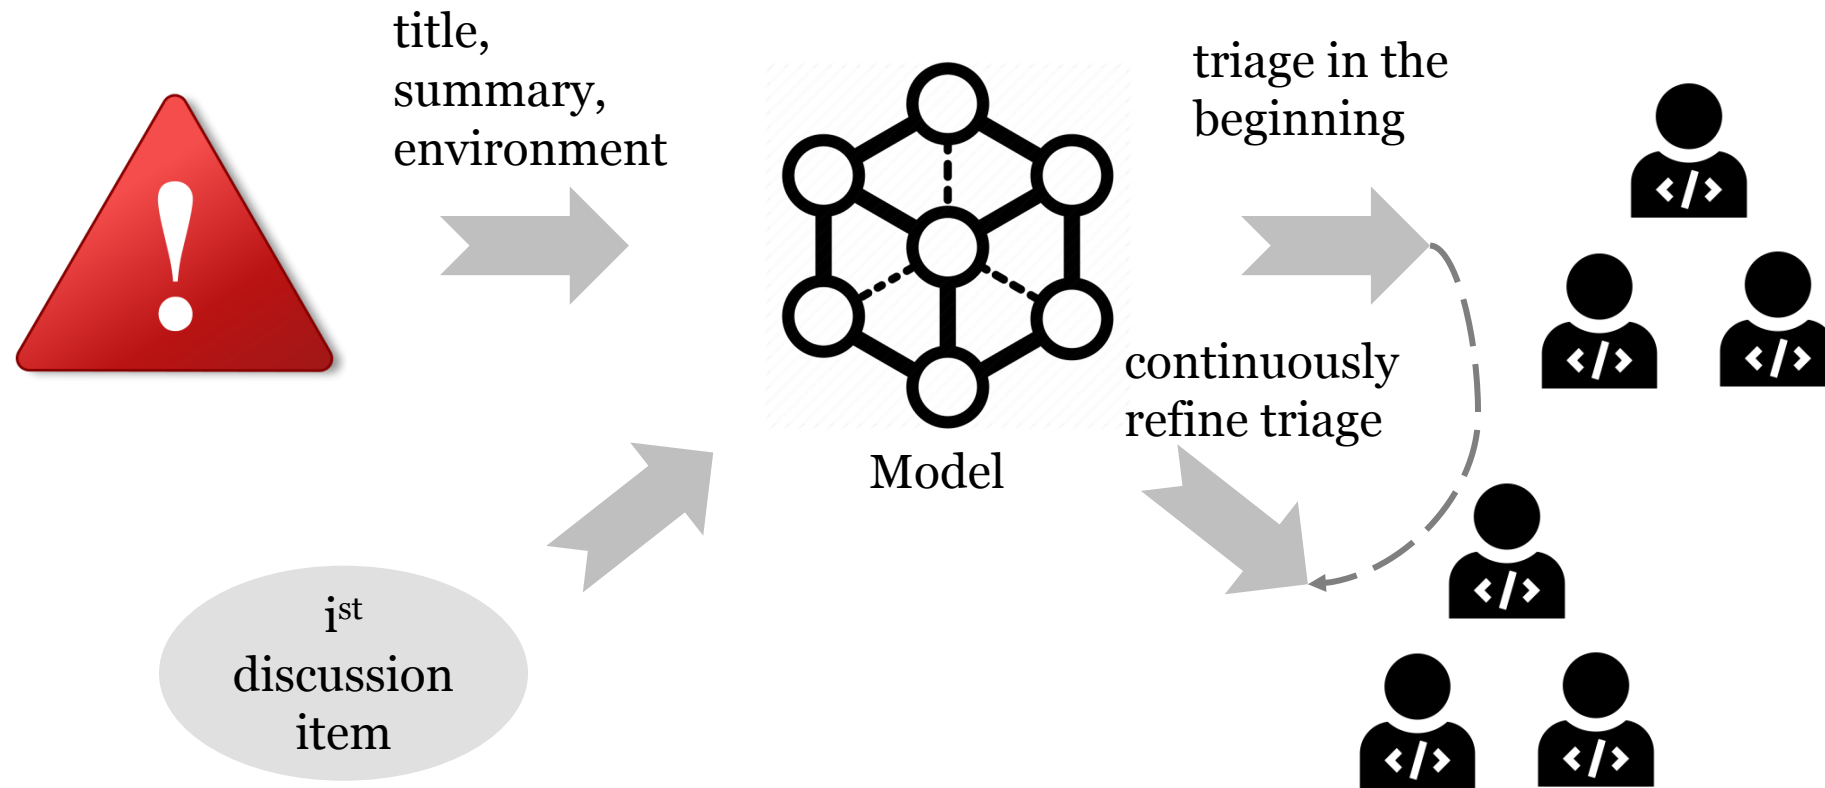 title,
summary,
environment
triage in the
beginning
continuously
refine triage
Model
ist
discussion
item